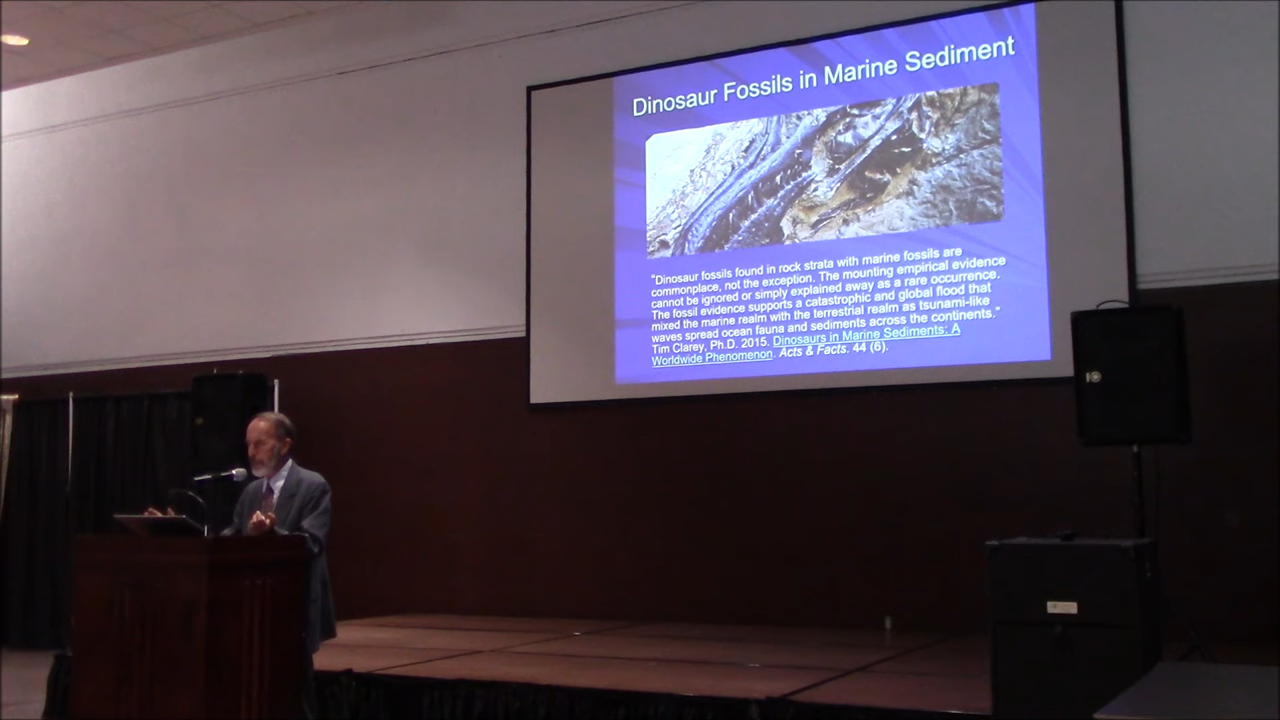 Dinosaur Fossils in Marine Sediment
"Dinosaur fossils found in rock strata with marine fossils are
commonplace, not the exception. The mounting empirical evidence
cannot be ignored or simply explained away as a rare occurrence.
The fossil evidence supports a catastrophic and global flood that
mixed the marine realm with the terrestrial realm as tsunami-like
waves spread ocean fauna and sediments across the continents."
Tim Clarey, Ph.D. 2015. Dinosaurs in Marine Sediments: A
Worldwide Phenomenon. Acts & Facts. 44 (6).